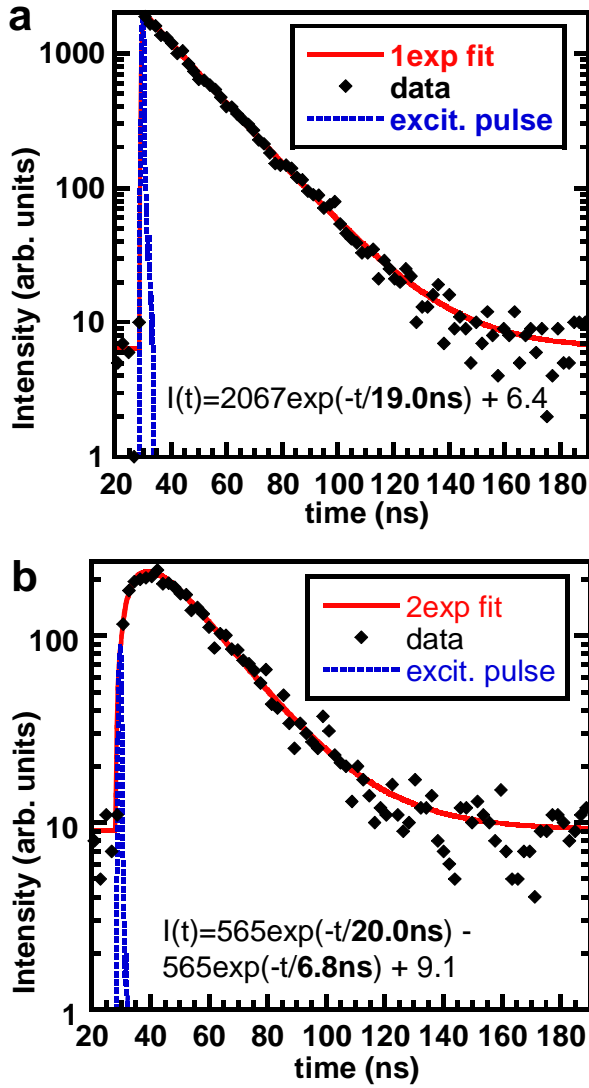 a
1exp fit
data
excit. pulse
1000
100
10
1
Intensity (arb. units)
I(t)=2067exp(-t/19.0ns) + 6.4
20 40 60 80 100 120 140 160 180
time (ns)
b
2exp fit
data
excit. pulse
100
10
1
Intensity (arb. units)
I(t)=565exp(-t/20.0ns) -
565exp(-t/6.8ns) + 9.1
20 40 60 80 100 120 140 160 180
time (ns)